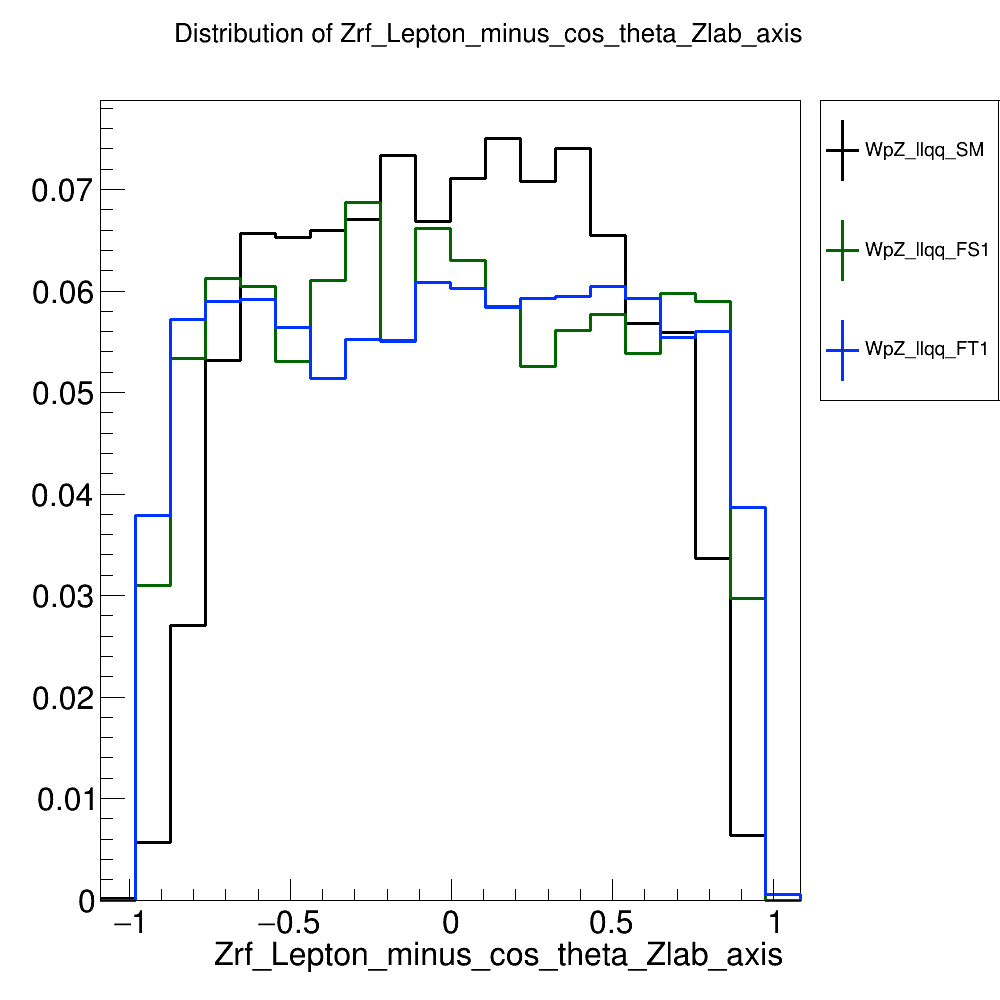 Distribution of Zrf_Lepton_minus_cos_theta_Zlab_axis
WpZ_llqq_SM
WpZ_llqq_FS1
WpZ_llqq_FT1
0.07
0.06
0.05
0.04
0.03
0.02
0.01
0
−1 −0.5 0 0.5 1
Zrf_Lepton_minus_cos_theta_Zlab_axis